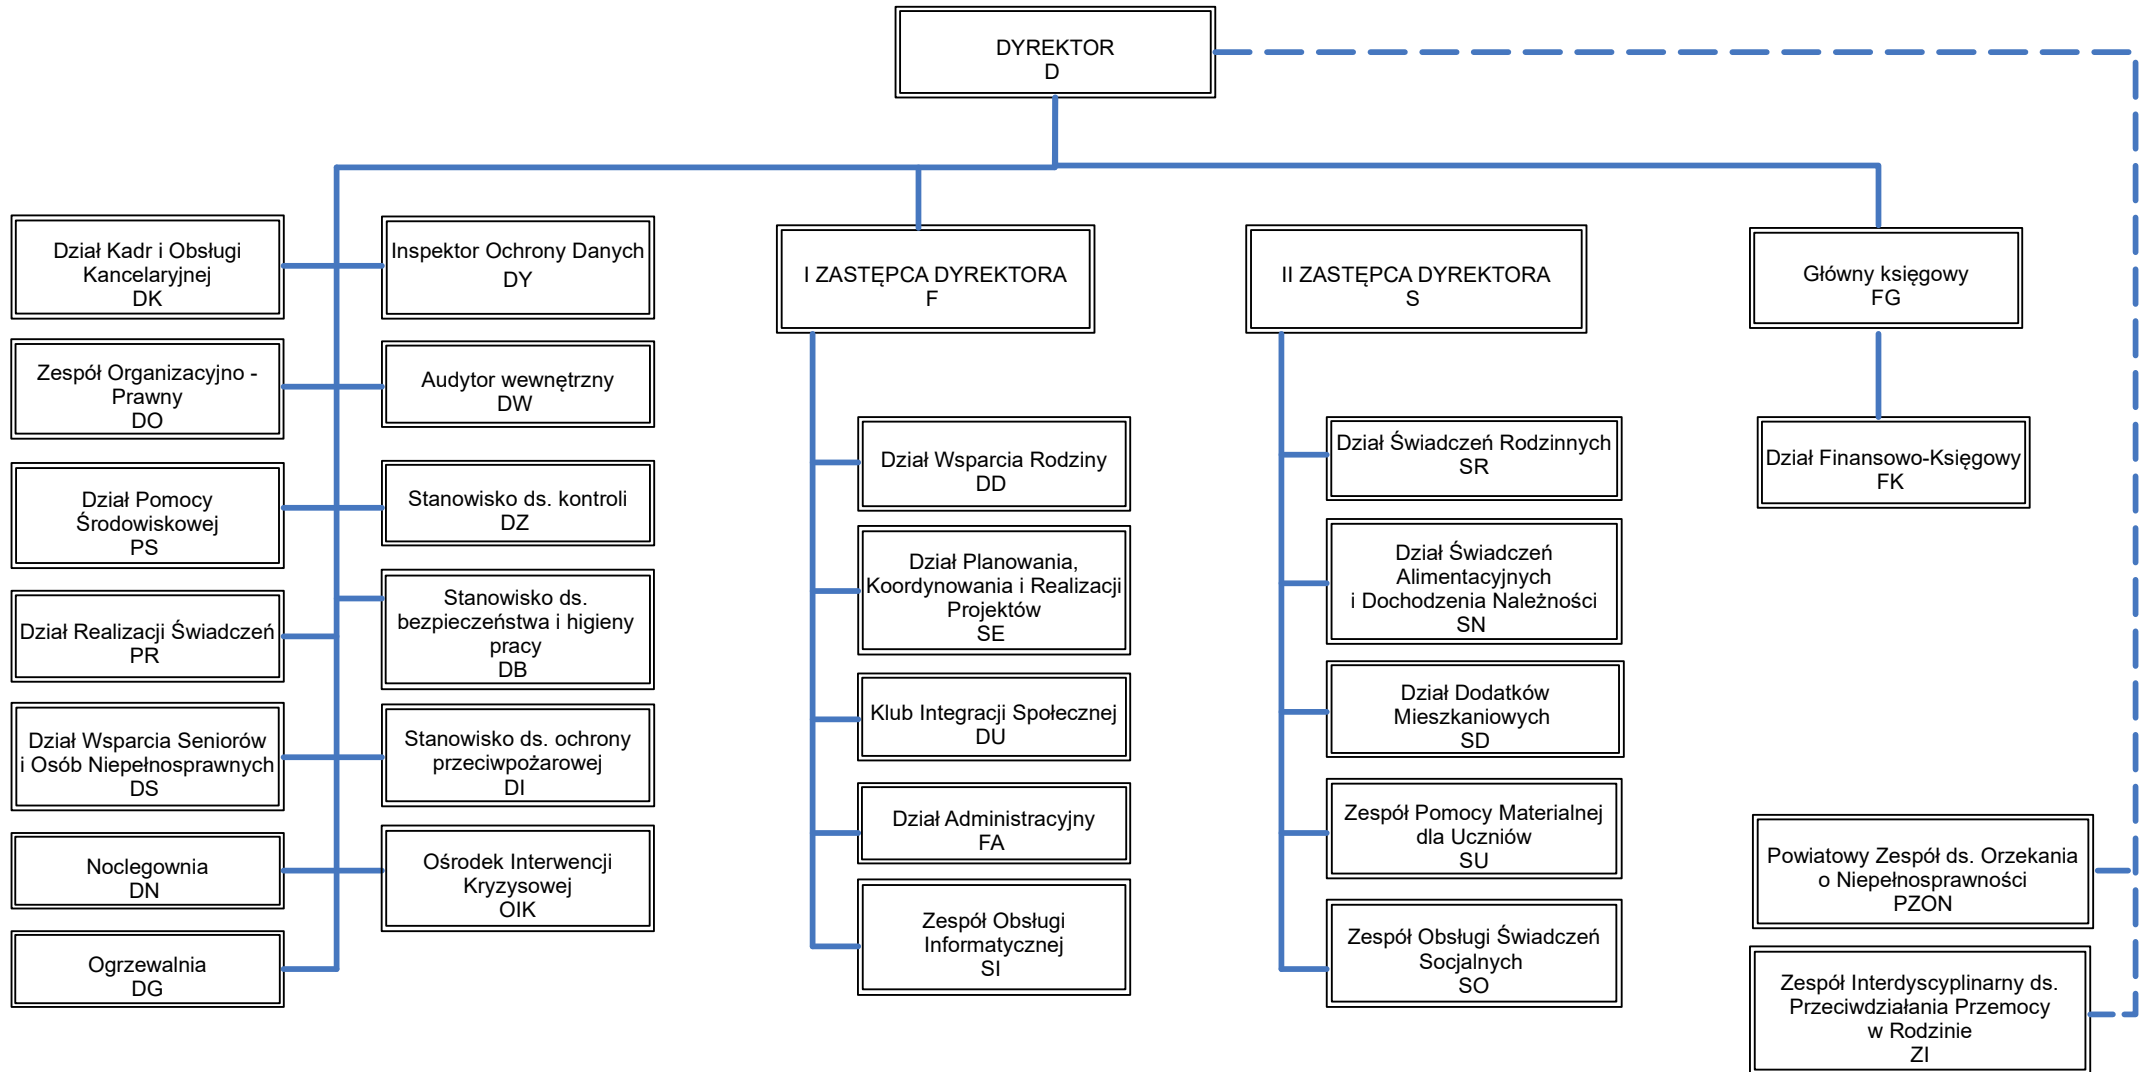 DYREKTOR
D
Dział Kadr i Obsługi
Kancelaryjnej
DK
Zespół Organizacyjno -
Prawny
DO
Dział Pomocy
Środowiskowej
PS
Dział Realizacji Świadczeń
PR
Dział Wsparcia Seniorów
i Osób Niepełnosprawnych
DS
Noclegownia
DN
Ogrzewalnia
DG
Inspektor Ochrony Danych
DY
Audytor wewnętrzny
DW
Stanowisko ds. kontroli
DZ
Stanowisko ds.
bezpieczeństwa i higieny
pracy
DB
Stanowisko ds. ochrony
przeciwpożarowej
DI
Ośrodek Interwencji
Kryzysowej
OIK
I ZASTĘPCA DYREKTORA
F
Dział Wsparcia Rodziny
DD
Dział Planowania,
Koordynowania i Realizacji
Projektów
SE
Klub Integracji Społecznej
DU
Dział Administracyjny
FA
Zespół Obsługi
Informatycznej
SI
II ZASTĘPCA DYREKTORA
S
Dział Świadczeń Rodzinnych
SR
Dział Świadczeń
Alimentacyjnych
i Dochodzenia Należności
SN
Dział Dodatków
Mieszkaniowych
SD
Zespół Pomocy Materialnej
dla Uczniów
SU
Zespół Obsługi Świadczeń
Socjalnych
SO
Główny księgowy
FG
Dział Finansowo-Księgowy
FK
Powiatowy Zespół ds. Orzekania
o Niepełnosprawności
PZON
Zespół Interdyscyplinarny ds.
Przeciwdziałania Przemocy
w Rodzinie
ZI